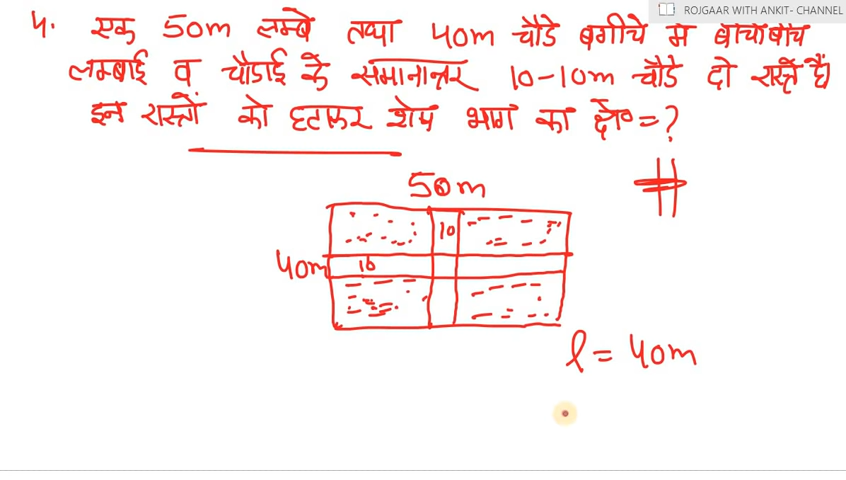 ROJGAAR WITH ANKIT- CHANNEL
4. एक 50m लम्बे तथा 40m चौडे बगीचे में बीचोबीच
लम्बाई व चौडाई के समानान्तर 10-10m चौडे दो रास्ते है।
इन रास्तों को हटाकर शेष भाग का क्षे० = ?
50m
10
40m
10
l = 40m